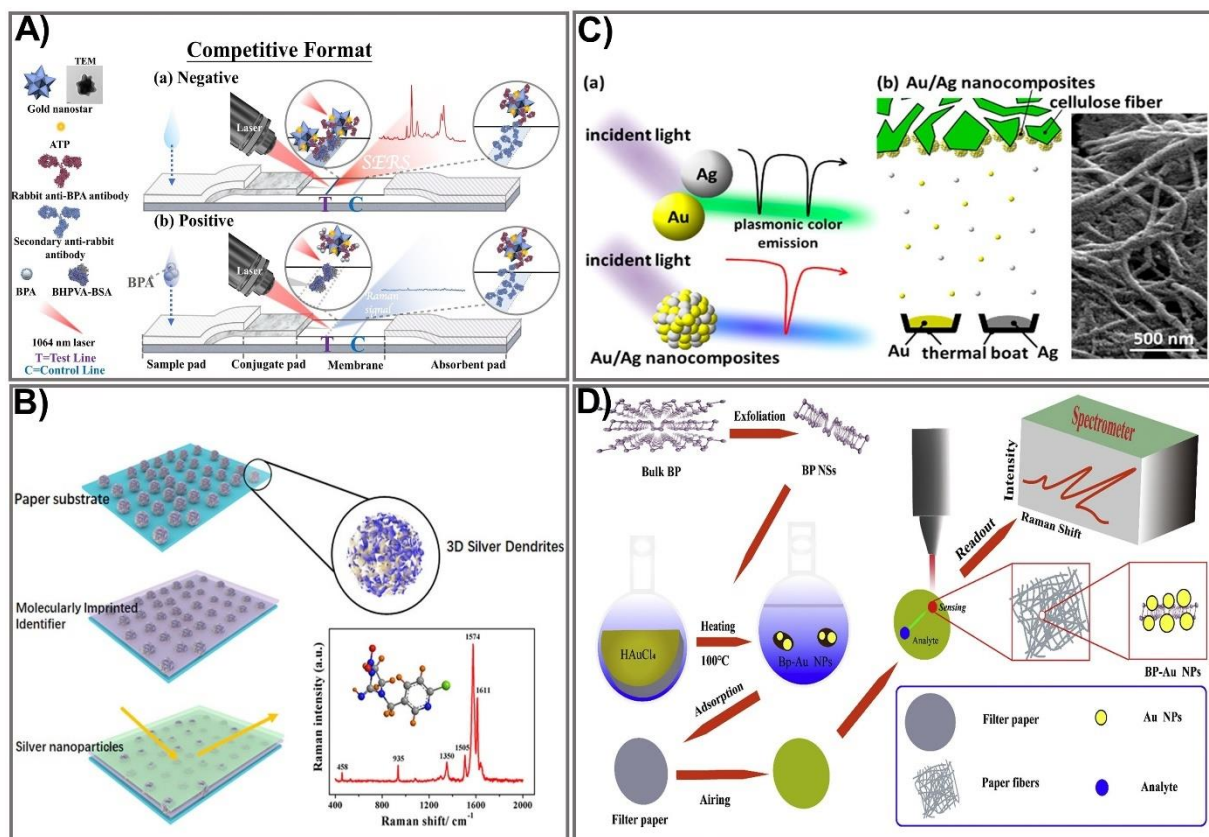 A)
Competitive Format
TEM
Gold nanostar
ATP
Rabbit anti-BPA antibody
Secondary anti-rabbit
antibody
BPA
BHPVA-BSA
1064 nm laser
T=Test Line
C=Control Line
(a) Negative
Laser
SERS
T
C
(b) Positive
BPA
Laser
Raman
signal
T
C
Sample pad
Conjugate pad
Membrane
Absorbent pad
C)
(a)
incident light
Ag
Au
plasmonic color
emission
incident light
Au/Ag nanocomposites
(b) Au/Ag nanocomposites
cellulose fiber
Au
thermal boat
Ag
500 nm
B)
Paper substrate
3D Silver Dendrites
Molecularly Imprinted
Identifier
Silver nanoparticles
Raman intensity (a.u.)
458
935
1350
1505
1574
1611
400
800
1200
1600
2000
Raman shift/ cm⁻¹
D)
Bulk BP
Exfoliation
BP NSs
HAuCl₄
Heating
100°C
Bp-Au NPs
Adsorption
Filter paper
Airing
Spectrometer
Intensity
Raman Shift
Readout
Sensing
Analyte
BP-Au NPs
Filter paper
Au NPs
Paper fibers
Analyte